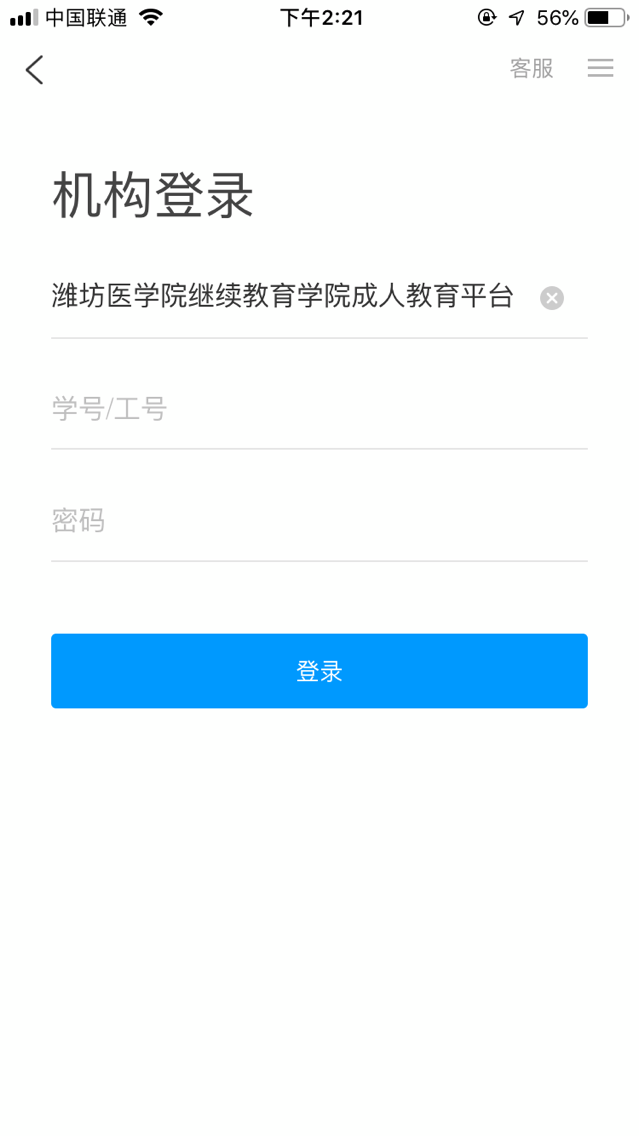 中国联通 下午2:21 56%
客服
机构登录
潍坊医学院继续教育学院成人教育平台
学号/工号
密码
登录